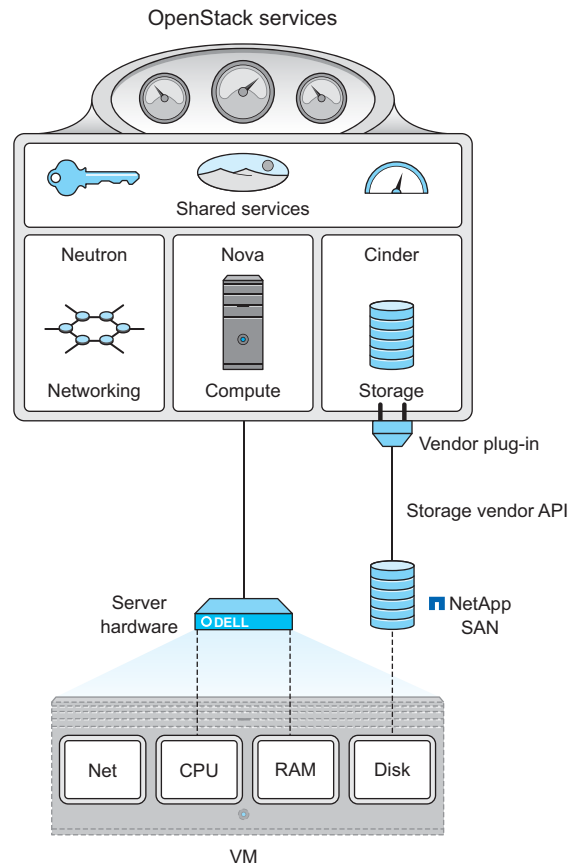 OpenStack services
Shared services
Neutron
Networking
Nova
Compute
Cinder
Storage
Vendor plug-in
Storage vendor API
Server
hardware
DELL
NetApp
SAN
Net
CPU
RAM
Disk
VM